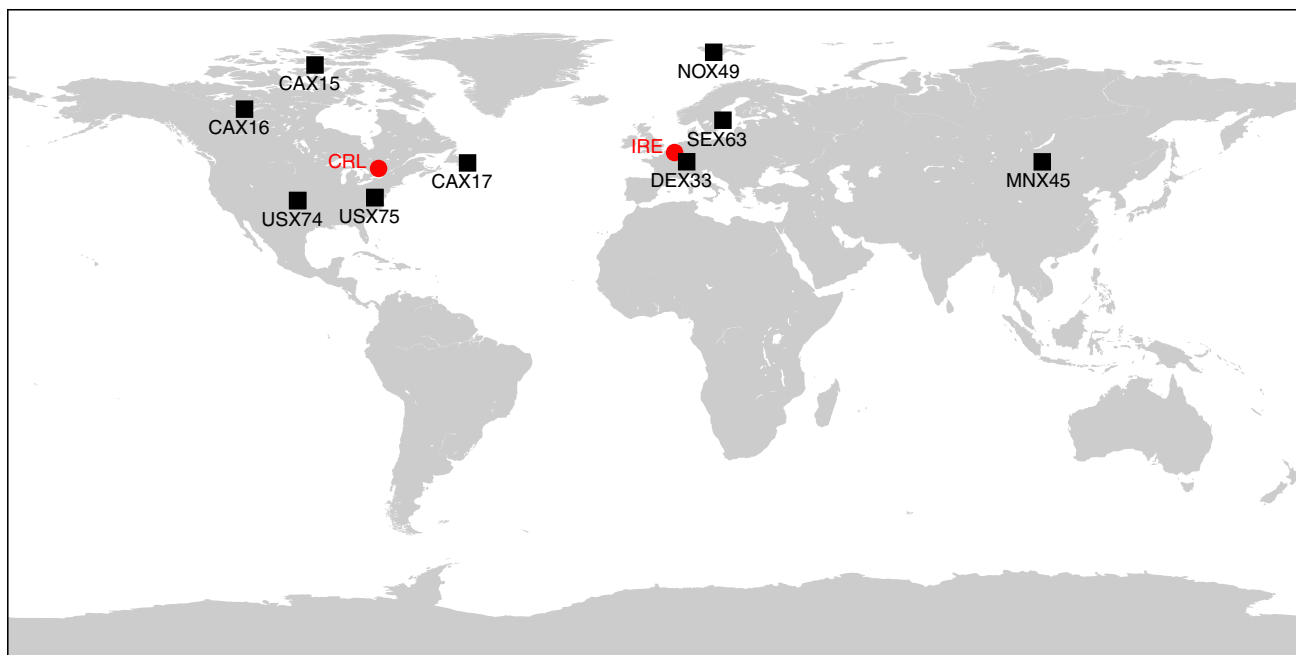 NOX49
CAX15
CAX16
SEX63
IRE
CRL
CAX17
DEX33
MNX45
USX74
USX75